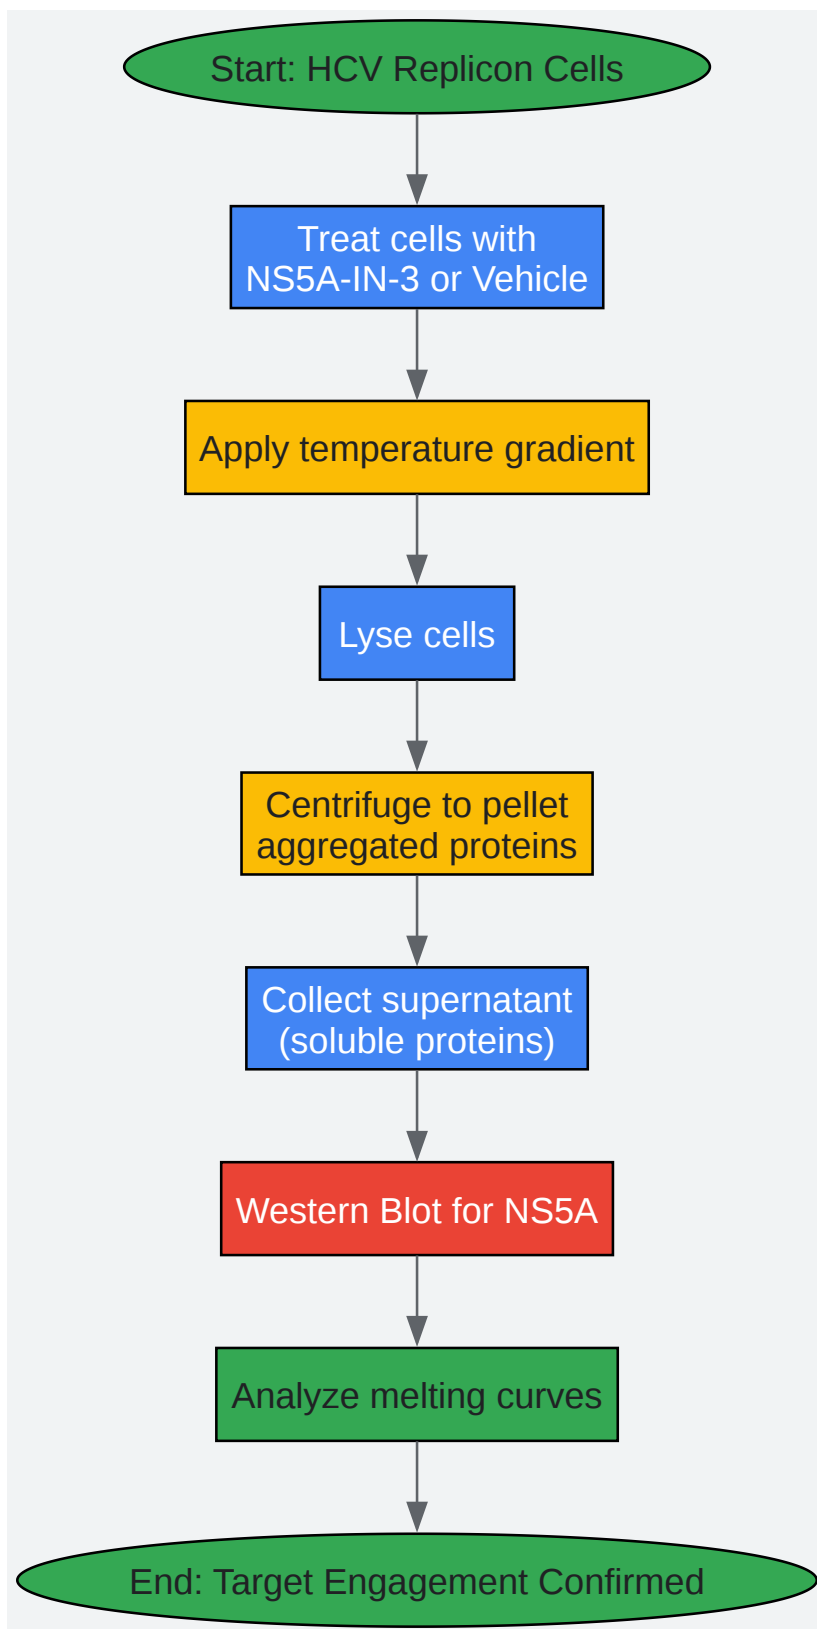 Start: HCV Replicon Cells
Treat cells with
NS5A-IN-3 or Vehicle
Apply temperature gradient
Lyse cells
Centrifuge to pellet
aggregated proteins
Collect supernatant
(soluble proteins)
Western Blot for NS5A
Analyze melting curves
End: Target Engagement Confirmed